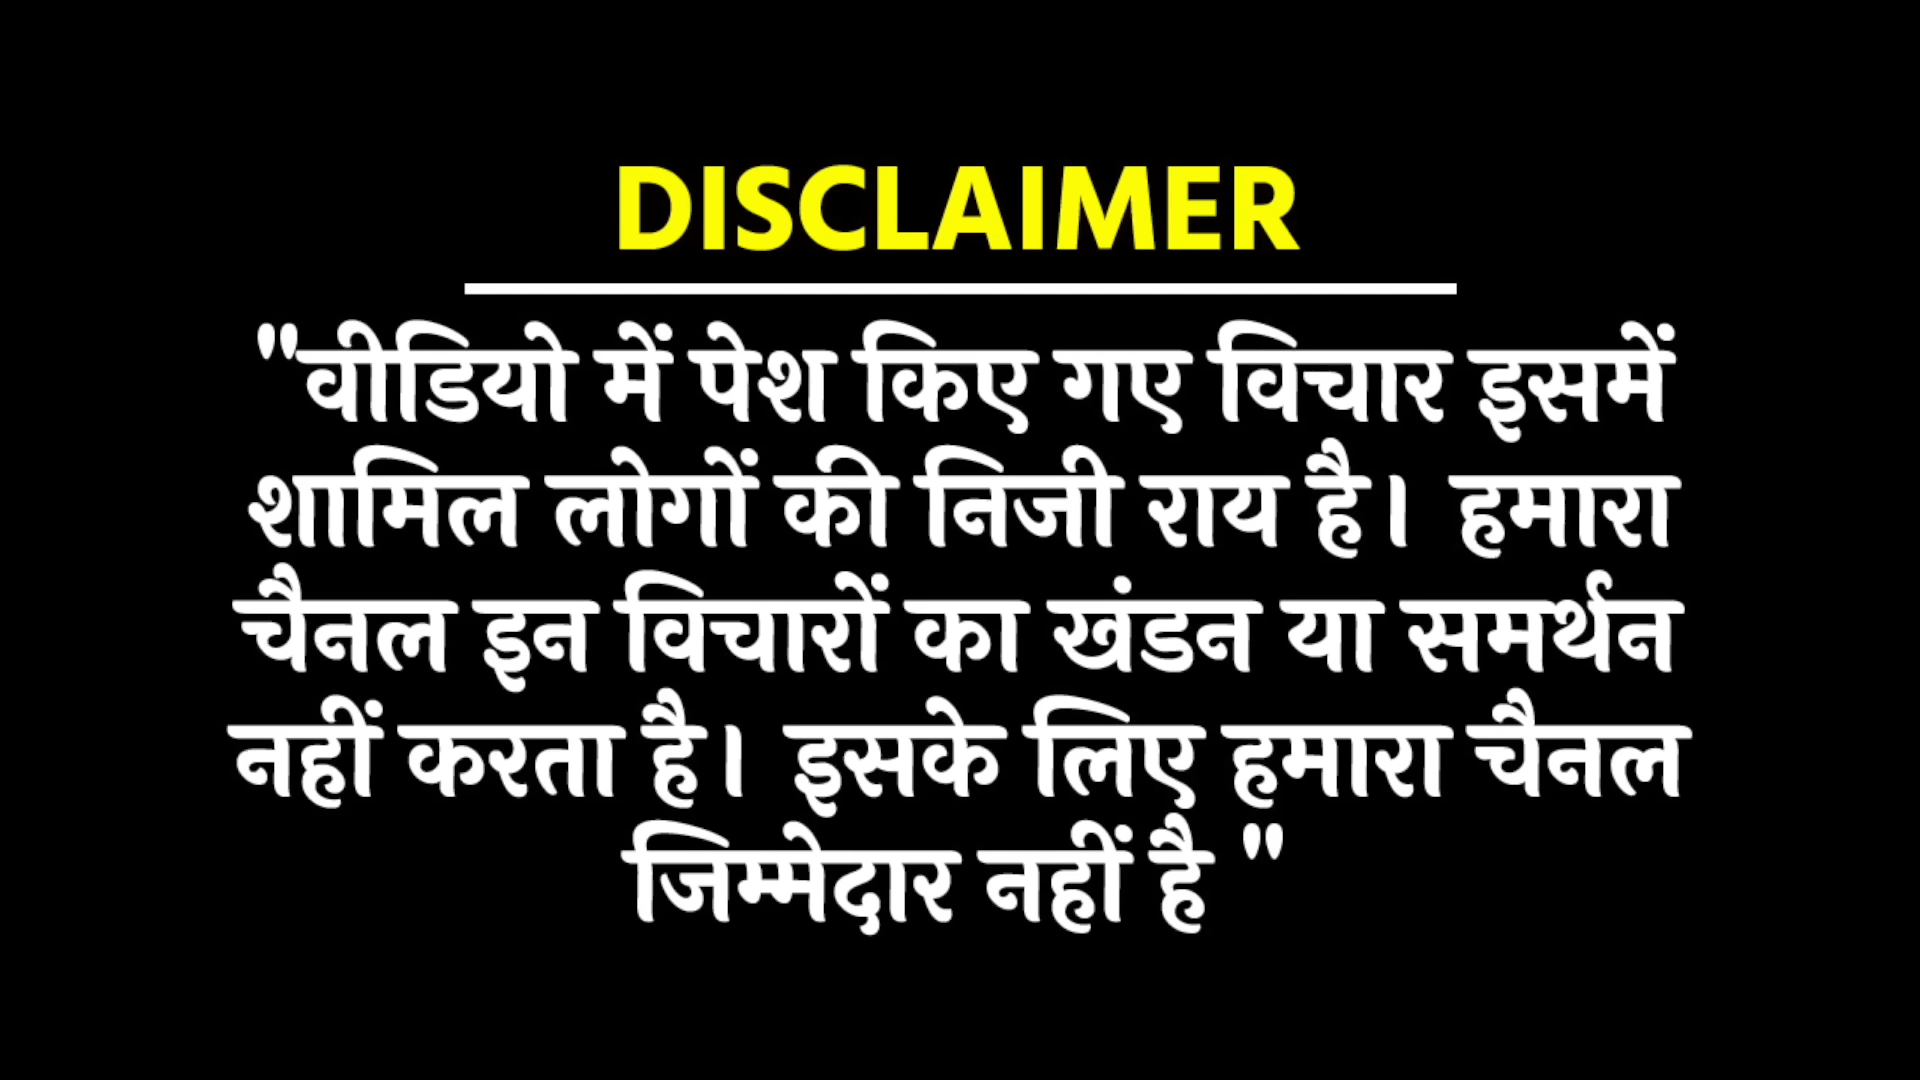 DISCLAIMER
"वीडियो में पेश किए गए विचार इसमें
शामिल लोगों की निजी राय है। हमारा
चैनल इन विचारों का खंडन या समर्थन
नहीं करता है। इसके लिए हमारा चैनल
जिम्मेदार नहीं है "